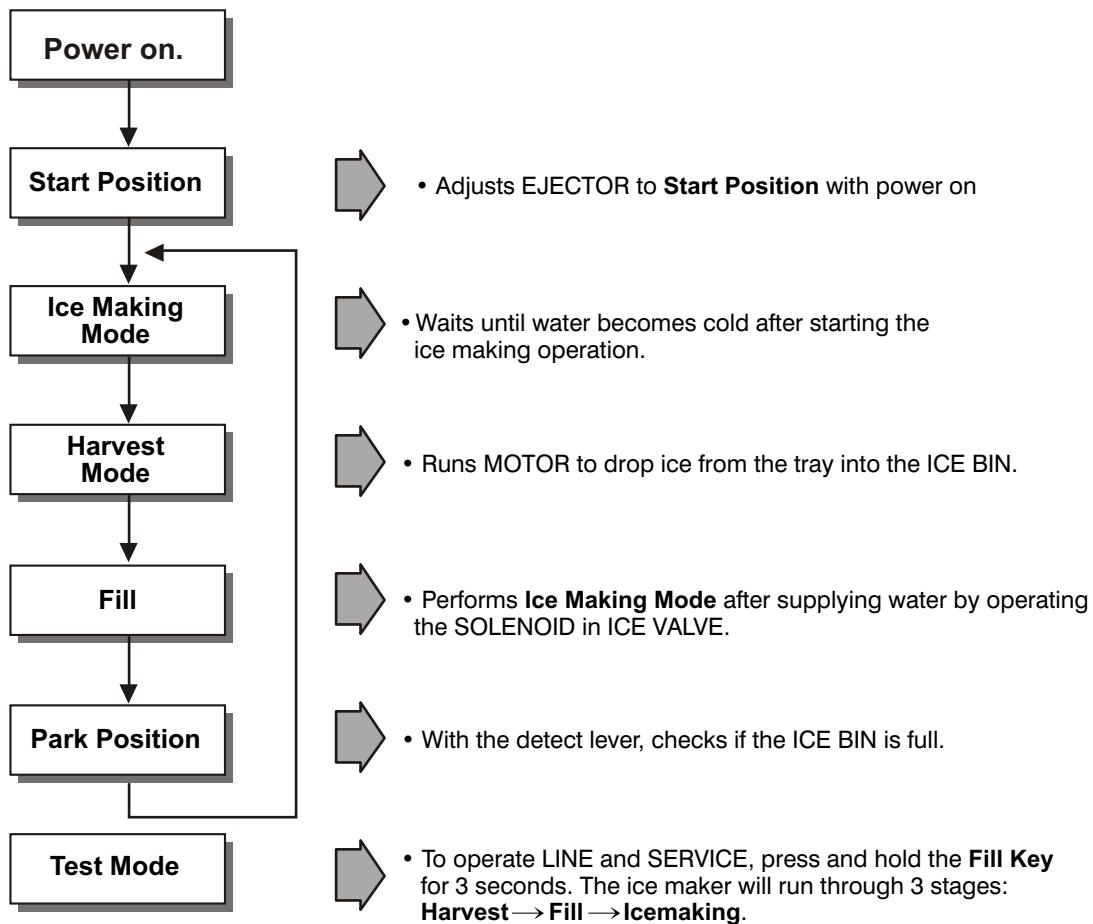 Power on.
Start Position
• Adjusts EJECTOR to Start Position with power on
Ice Making
Mode
• Waits until water becomes cold after starting the
ice making operation.
Harvest
Mode
• Runs MOTOR to drop ice from the tray into the ICE BIN.
Fill
• Performs Ice Making Mode after supplying water by operating
the SOLENOID in ICE VALVE.
Park Position
• With the detect lever, checks if the ICE BIN is full.
Test Mode
• To operate LINE and SERVICE, press and hold the Fill Key
for 3 seconds. The ice maker will run through 3 stages:
Harvest → Fill → Icemaking.